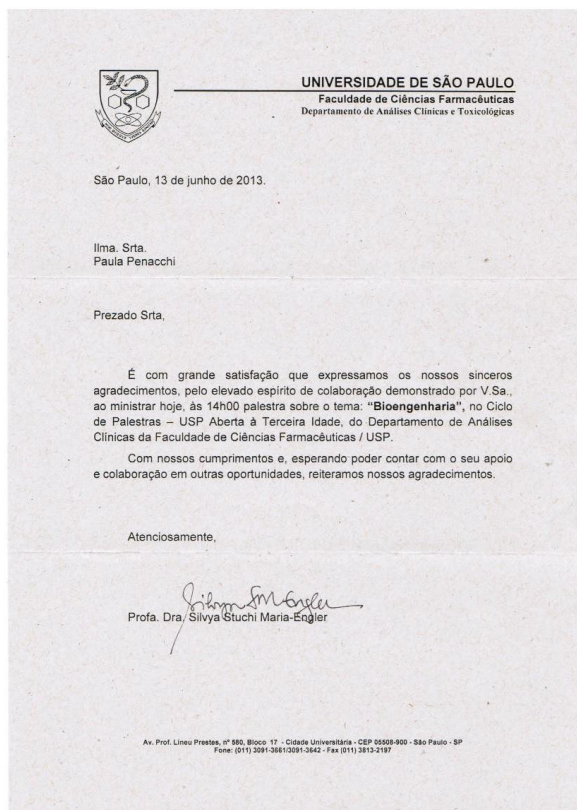 UNIVERSIDADE DE SÃO PAULO
Faculdade de Ciências Farmacêuticas
Departamento de Análises Clínicas e Toxicológicas
São Paulo, 13 de junho de 2013.
Ilma. Srta.
Paula Penacchi
Prezado Srta,
É com grande satisfação que expressamos os nossos sinceros
agradecimentos, pelo elevado espírito de colaboração demonstrado por V.Sa.,
ao ministrar hoje, às 14h00 palestra sobre o tema: “Bioengenharia”, no Ciclo
de Palestras – USP Aberta à Terceira Idade, do Departamento de Análises
Clínicas da Faculdade de Ciências Farmacêuticas / USP.
Com nossos cumprimentos e, esperando poder contar com o seu apoio
e colaboração em outras oportunidades, reiteramos nossos agradecimentos.
Atenciosamente,
Silvya SMEngler
Profa. Dra. Silvya Stuchi Maria-Engler
Av. Prof. Lineu Prestes, nº 580, Bloco 17 - Cidade Universitária - CEP 05508-900 - São Paulo - SP
Fone: (011) 3091-3661/3091-3642 - Fax (011) 3813-2197